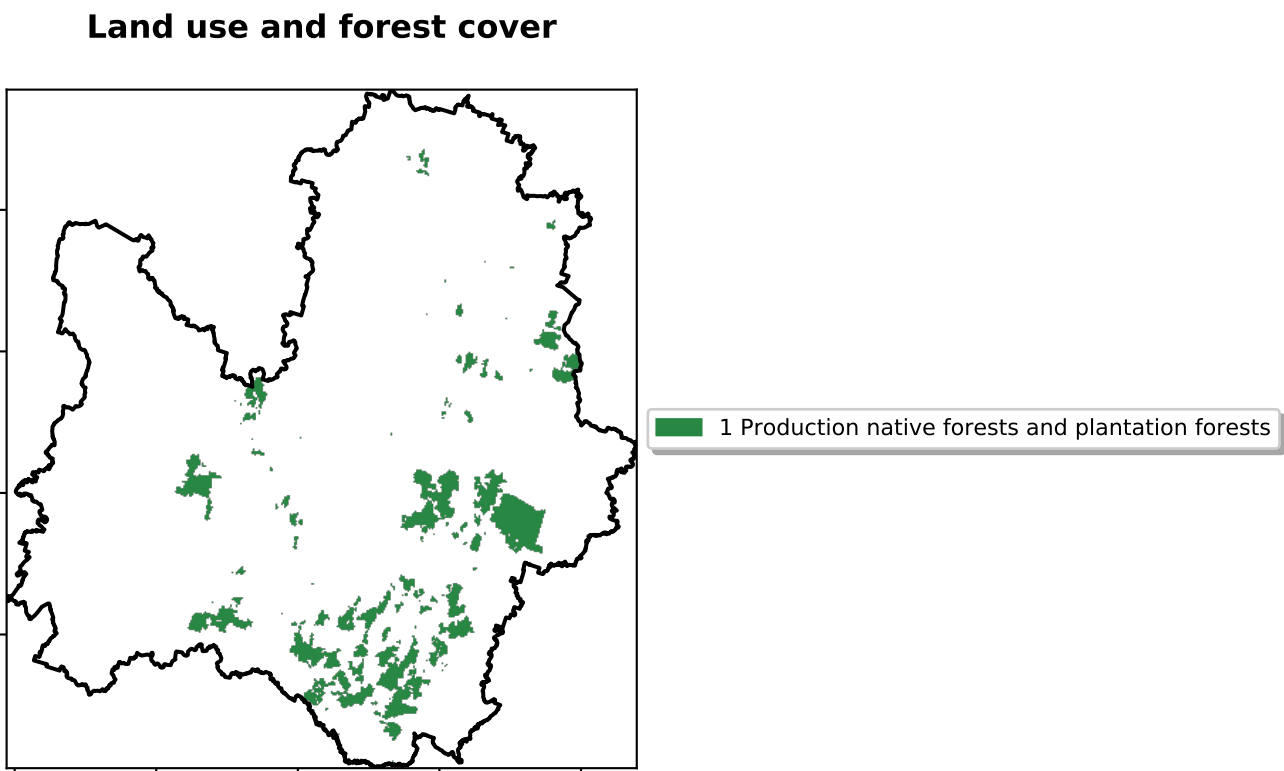 Land use and forest cover
1 Production native forests and plantation forests